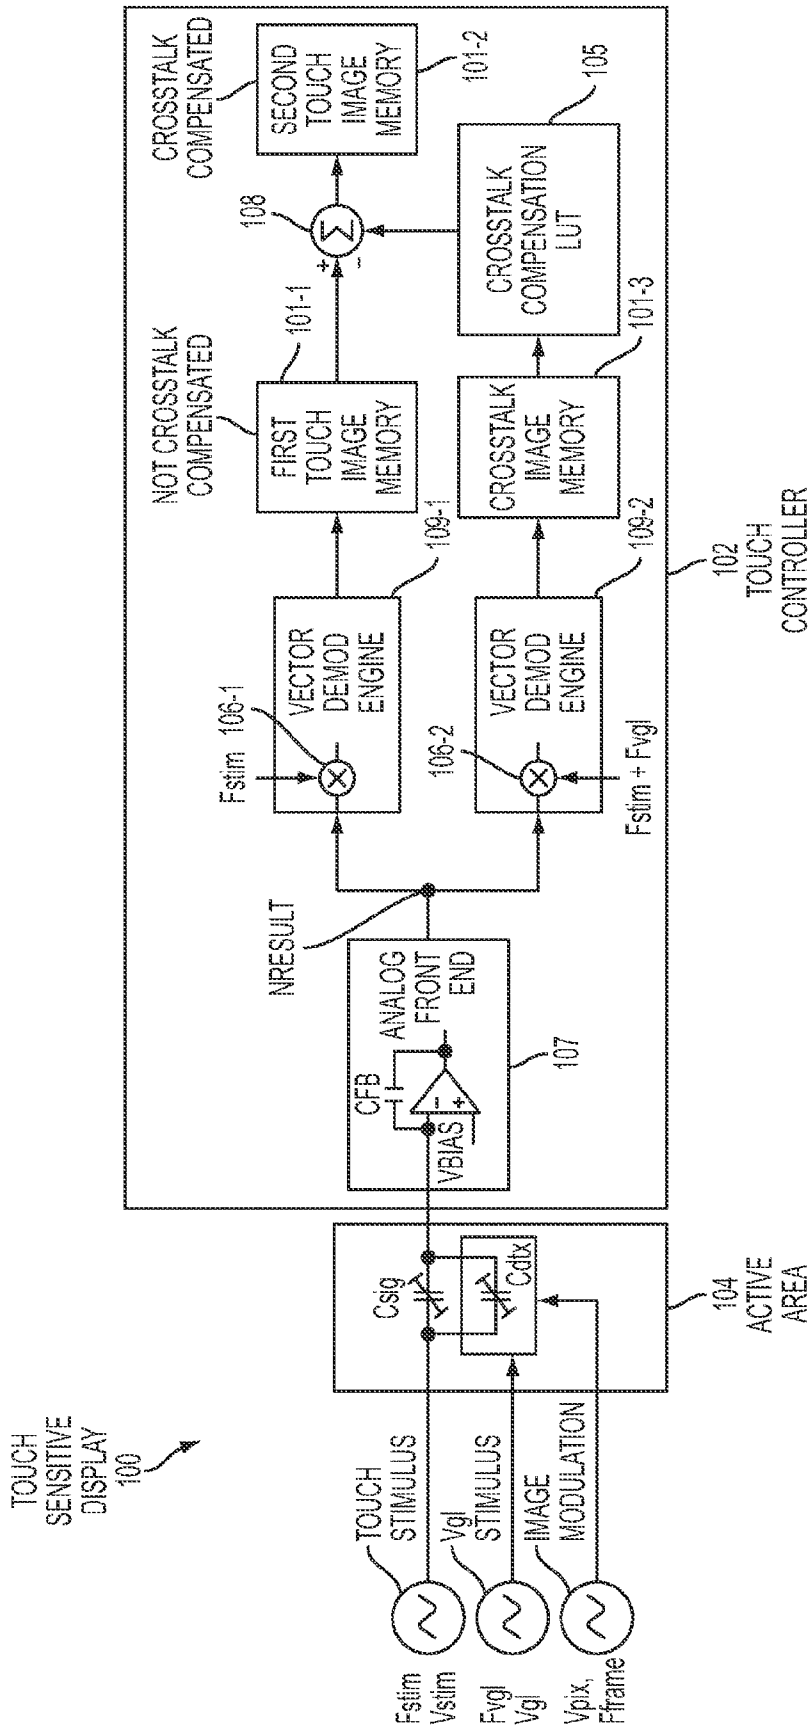 TOUCH
SENSITIVE
DISPLAY
100
Fstim
Vstim
TOUCH
STIMULUS
Fvgl
Vgl
Vgl
STIMULUS
Vpix,
Fframe
IMAGE
MODULATION
Csig
Cdtx
104
ACTIVE
AREA
CFB
VBIAS
-
+
ANALOG
FRONT
END
107
NRESULT
Fstim
106-1
VECTOR
DEMOD
ENGINE
109-1
106-2
Fstim + Fvgl
VECTOR
DEMOD
ENGINE
109-2
NOT CROSSTALK
COMPENSATED
FIRST
TOUCH
IMAGE
MEMORY
101-1
CROSSTALK
IMAGE
MEMORY
101-3
108
+
Σ
-
CROSSTALK
COMPENSATION
LUT
105
CROSSTALK
COMPENSATED
SECOND
TOUCH
IMAGE
MEMORY
101-2
102
TOUCH
CONTROLLER